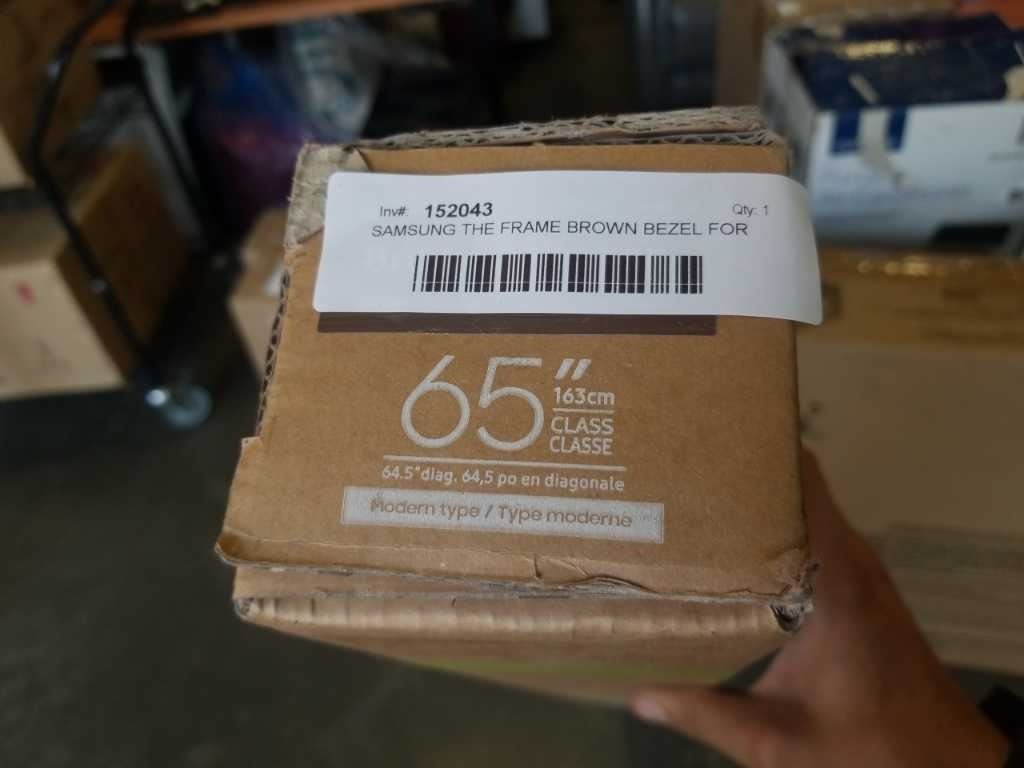 Inv#: 152043 Qty: 1
SAMSUNG THE FRAME BROWN BEZEL FOR
65”
163cm
CLASS
CLASSE
64.5”diag. 64,5 po en diagonale
Modern type / Type moderne